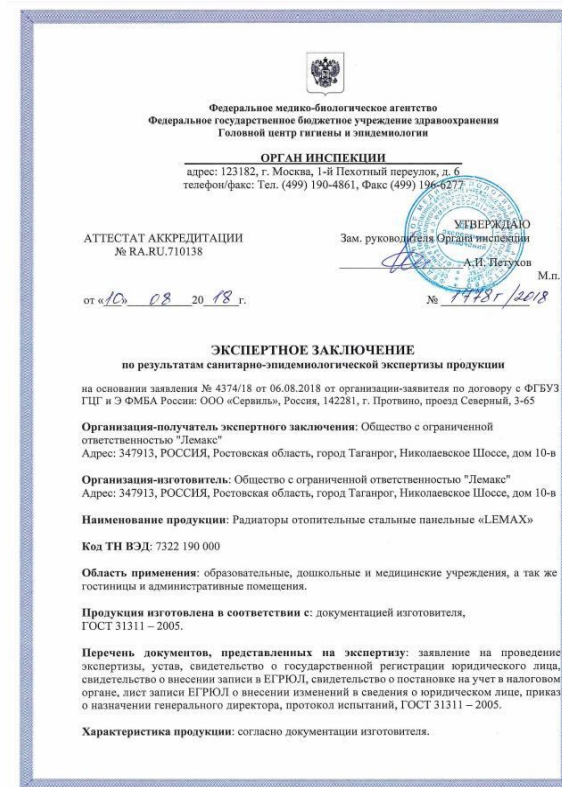 Федеральное медико-биологическое агентство
Федеральное государственное бюджетное учреждение здравоохранения
Головной центр гигиены и эпидемиологии
ОРГАН ИНСПЕКЦИИ
адрес: 123182, г. Москва, 1-й Пехотный переулок, д. 6
телефон/факс: Тел. (499) 190-4861, Факс (499) 196-6277
УТВЕРЖДАЮ
АТТЕСТАТ АККРЕДИТАЦИИ
Зам. руководителя Органа инспекции
№ RA.RU.710138
А.И. Петухов
М.п.
от «10» 08 20 18 г.
№ 1778т/2018
ЭКСПЕРТНОЕ ЗАКЛЮЧЕНИЕ
по результатам санитарно-эпидемиологической экспертизы продукции
на основании заявления № 4374/18 от 06.08.2018 от организации-заявителя по договору с ФГБУЗ
ГЦГ и Э ФМБА России: ООО «Сервиль», Россия, 142281, г. Протвино, проезд Северный, 3-65
Организация-получатель экспертного заключения: Общество с ограниченной
ответственностью "Лемакс"
Адрес: 347913, РОССИЯ, Ростовская область, город Таганрог, Николаевское Шоссе, дом 10-в
Организация-изготовитель: Общество с ограниченной ответственностью "Лемакс"
Адрес: 347913, РОССИЯ, Ростовская область, город Таганрог, Николаевское Шоссе, дом 10-в
Наименование продукции: Радиаторы отопительные стальные панельные «LEMAX»
Код ТН ВЭД: 7322 190 000
Область применения: образовательные, дошкольные и медицинские учреждения, а так же
гостиницы и административные помещения.
Продукция изготовлена в соответствии с: документацией изготовителя,
ГОСТ 31311 – 2005.
Перечень документов, представленных на экспертизу: заявление на проведение
экспертизы, устав, свидетельство о государственной регистрации юридического лица,
свидетельство о внесении записи в ЕГРЮЛ, свидетельство о постановке на учет в налоговом
органе, лист записи ЕГРЮЛ о внесении изменений в сведения о юридическом лице, приказ
о назначении генерального директора, протокол испытаний, ГОСТ 31311 – 2005.
Характеристика продукции: согласно документации изготовителя.